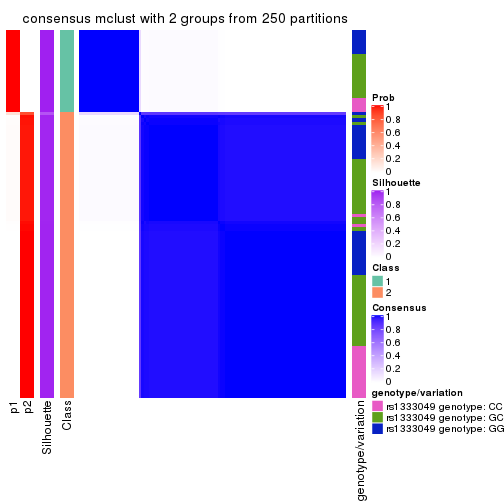 consensus mclust with 2 groups from 250 partitions
Prob
1
0.8
0.6
0.4
0.2
0
Silhouette
1
0.8
0.6
0.4
0.2
0
Class
1
2
Consensus
1
0.8
0.6
0.4
0.2
0
genotype/variation
rs1333049 genotype: CC
rs1333049 genotype: GC
rs1333049 genotype: GG
p1
p2
Silhouette
Class
genotype/variation